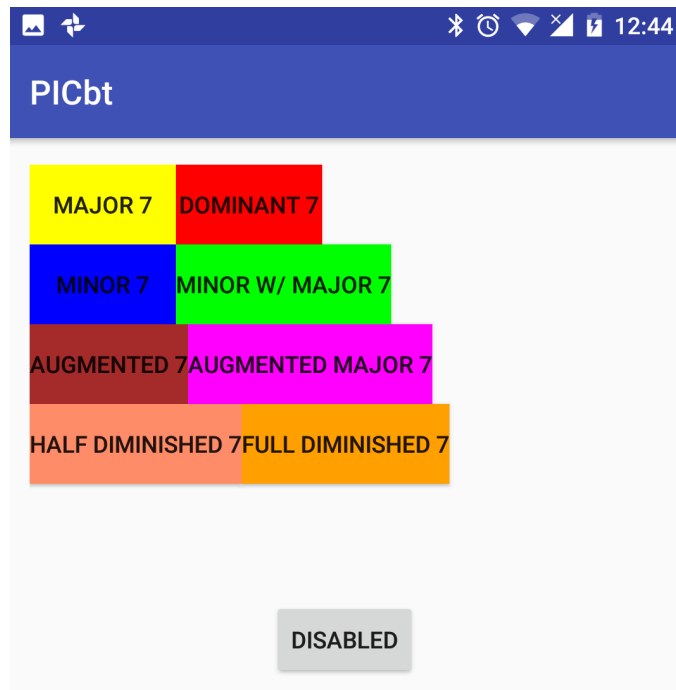 12:44
PICbt
MAJOR 7 DOMINANT 7
MINOR 7 MINOR W/ MAJOR 7
AUGMENTED 7 AUGMENTED MAJOR 7
HALF DIMINISHED 7 FULL DIMINISHED 7
DISABLED